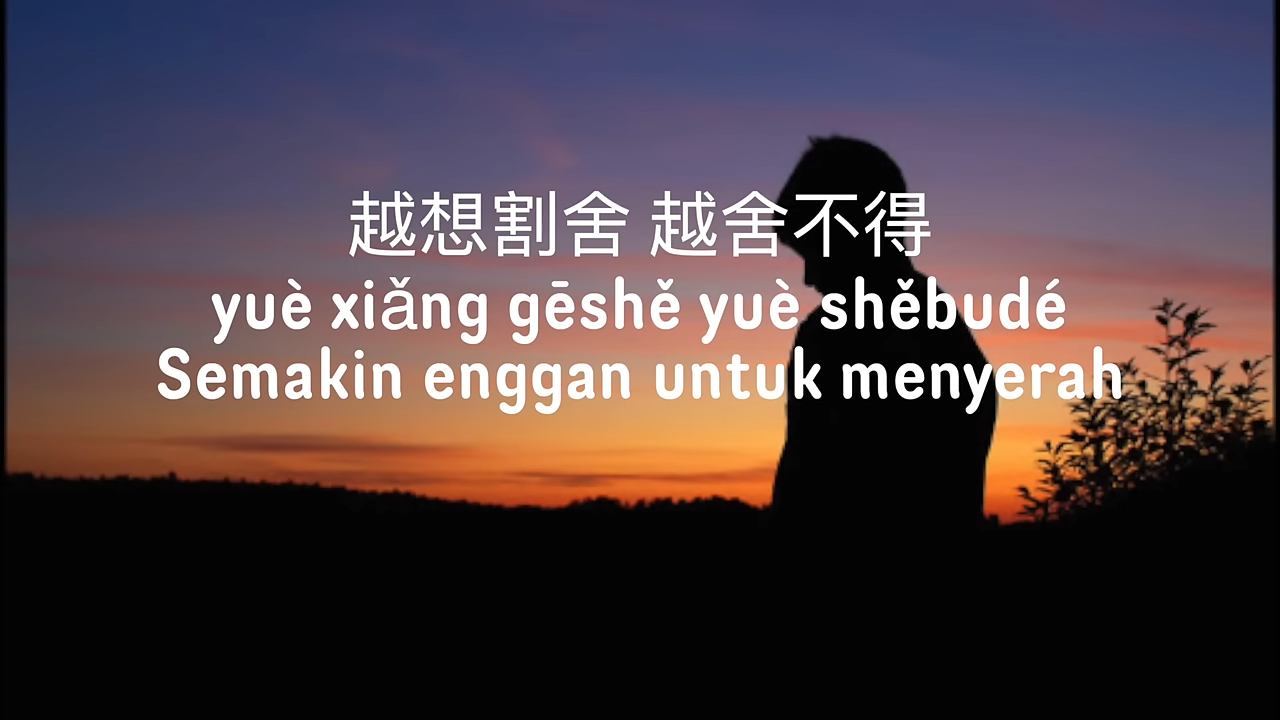 越想割舍 越舍不得
yuè xiǎng gēshě yuè shěbudé
Semakin enggan untuk menyerah